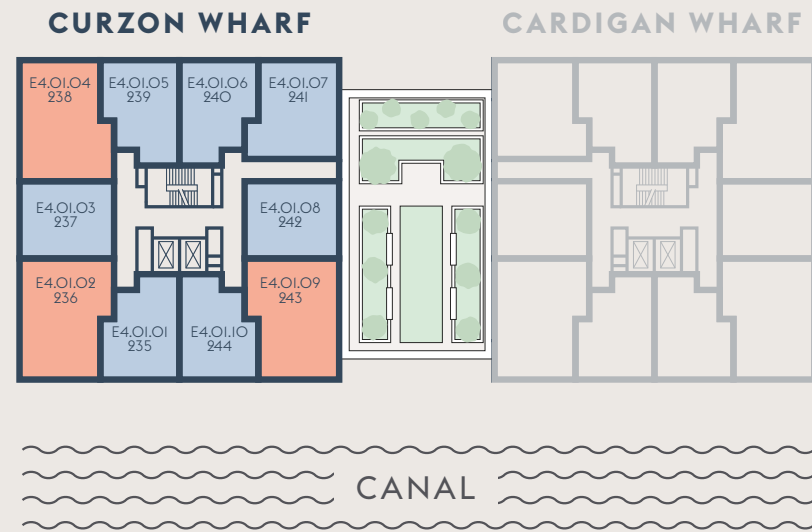 CURZON WHARF
CARDIGAN WHARF
E4.01.04
238
E4.01.05
239
E4.01.06
240
E4.01.07
241
E4.01.03
237
E4.01.08
242
E4.01.02
236
E4.01.09
243
E4.01.01
235
E4.01.10
244
CANAL